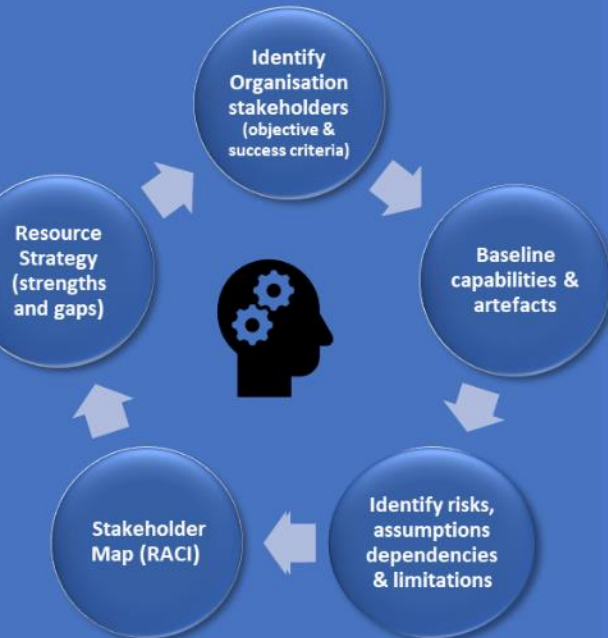 Identify
Organisation
stakeholders
(objective &
success criteria)
Baseline
capabilities &
artefacts
Identify risks,
assumptions
dependencies
& limitations
Stakeholder
Map (RACI)
Resource
Strategy
(strengths
and gaps)